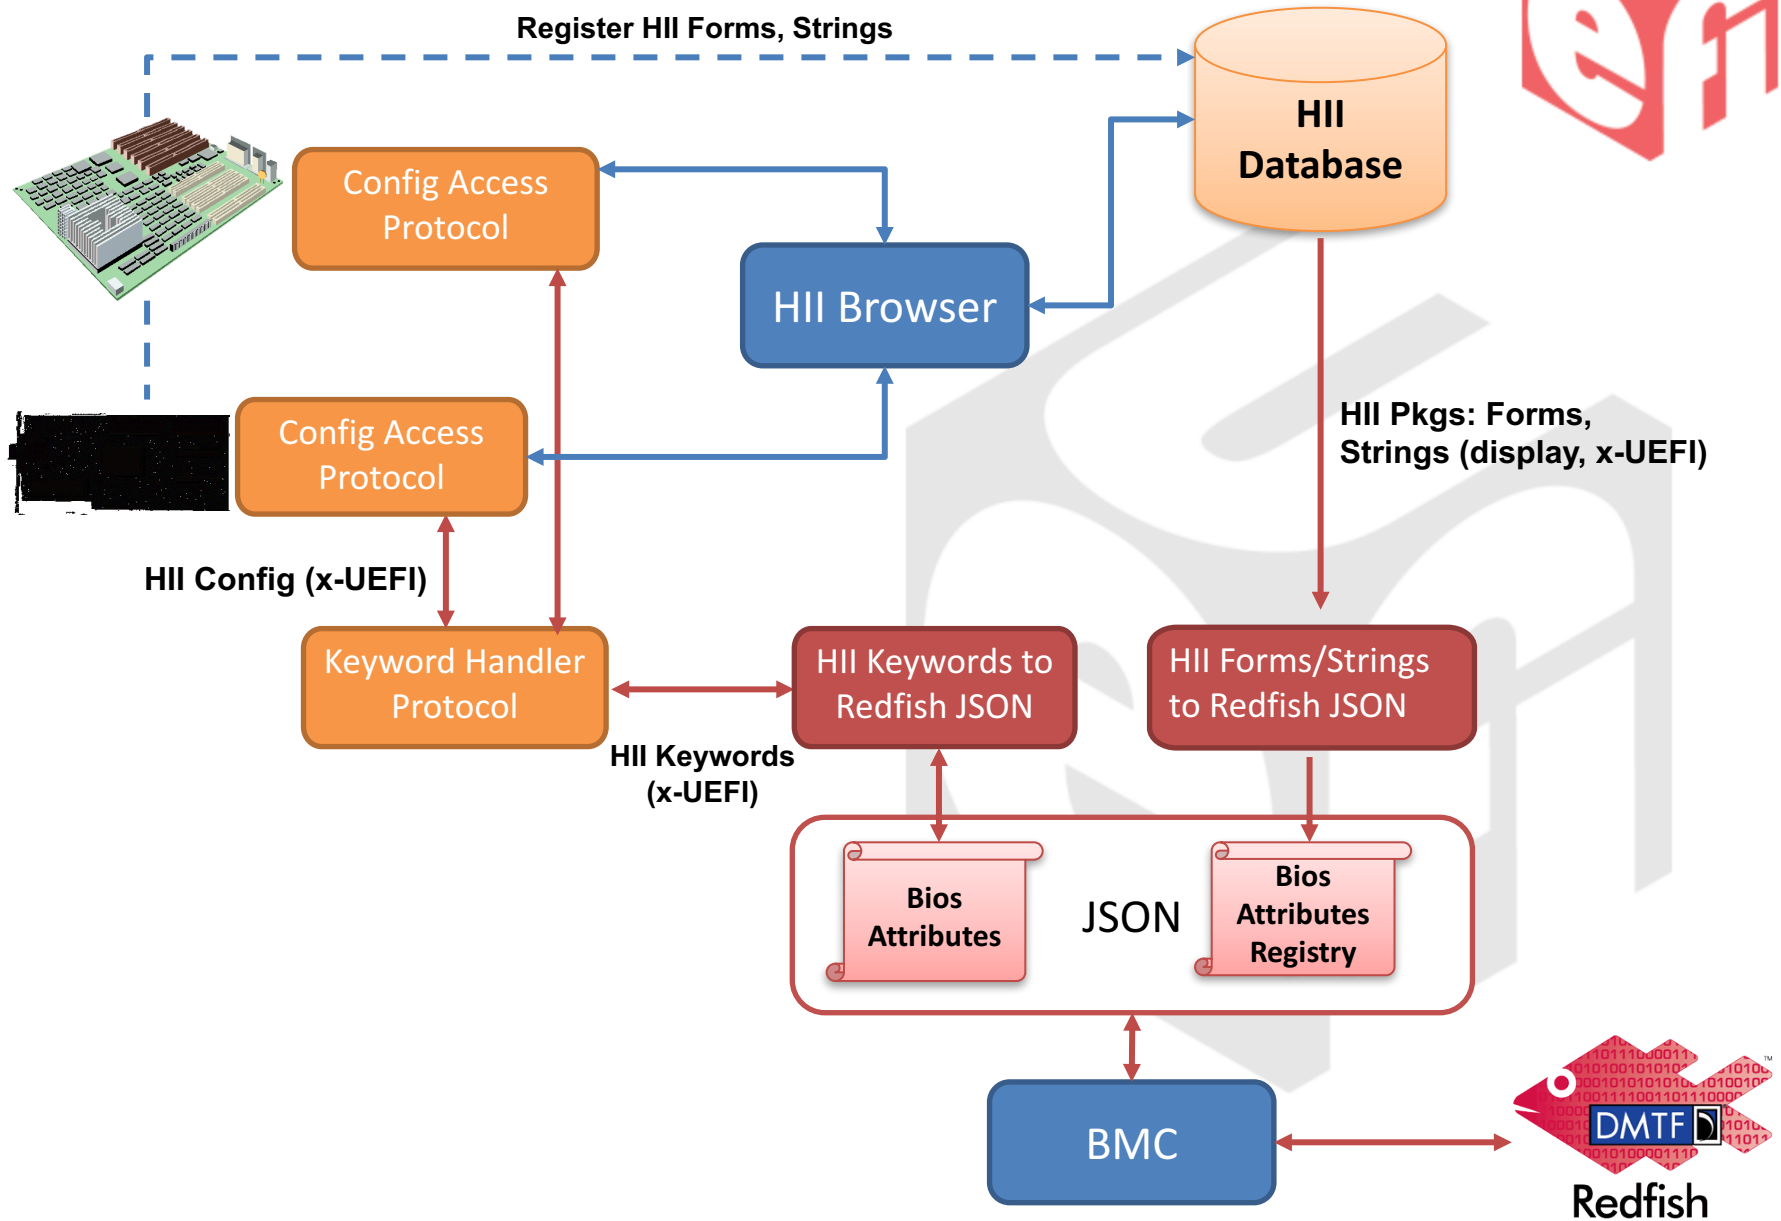 Register HII Forms, Strings
efi
HII
Database
Config Access
Protocol
HII Browser
Config Access
Protocol
HII Pkgs: Forms,
Strings (display, x-UEFI)
HII Config (x-UEFI)
Keyword Handler
Protocol
HII Keywords to
Redfish JSON
HII Forms/Strings
to Redfish JSON
HII Keywords
(x-UEFI)
Bios
Attributes
JSON
Bios
Attributes
Registry
BMC
DMTF
TM
Redfish